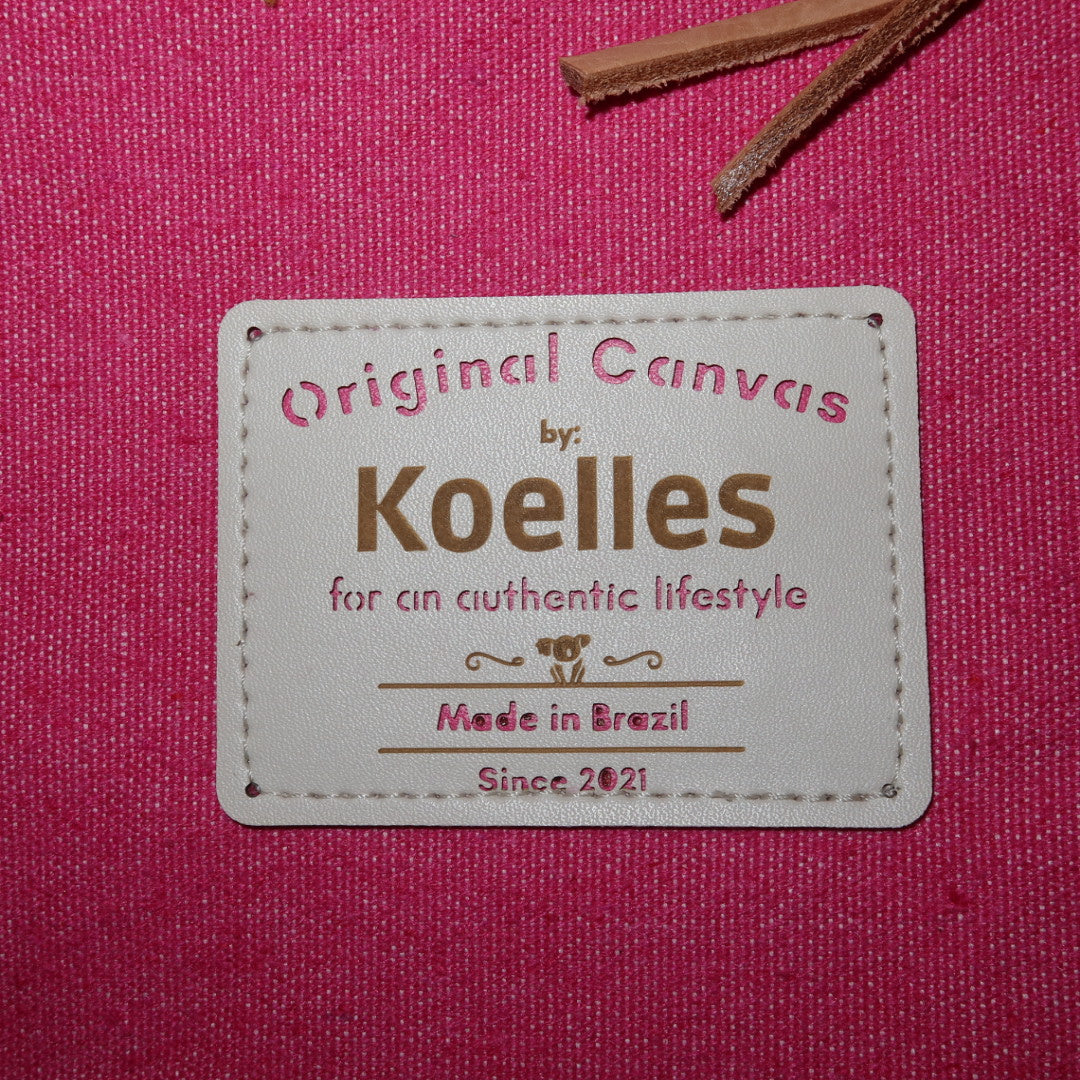 Original Canvas
by:
Koelles
for an authentic lifestyle
Made in Brazil
Since 2021